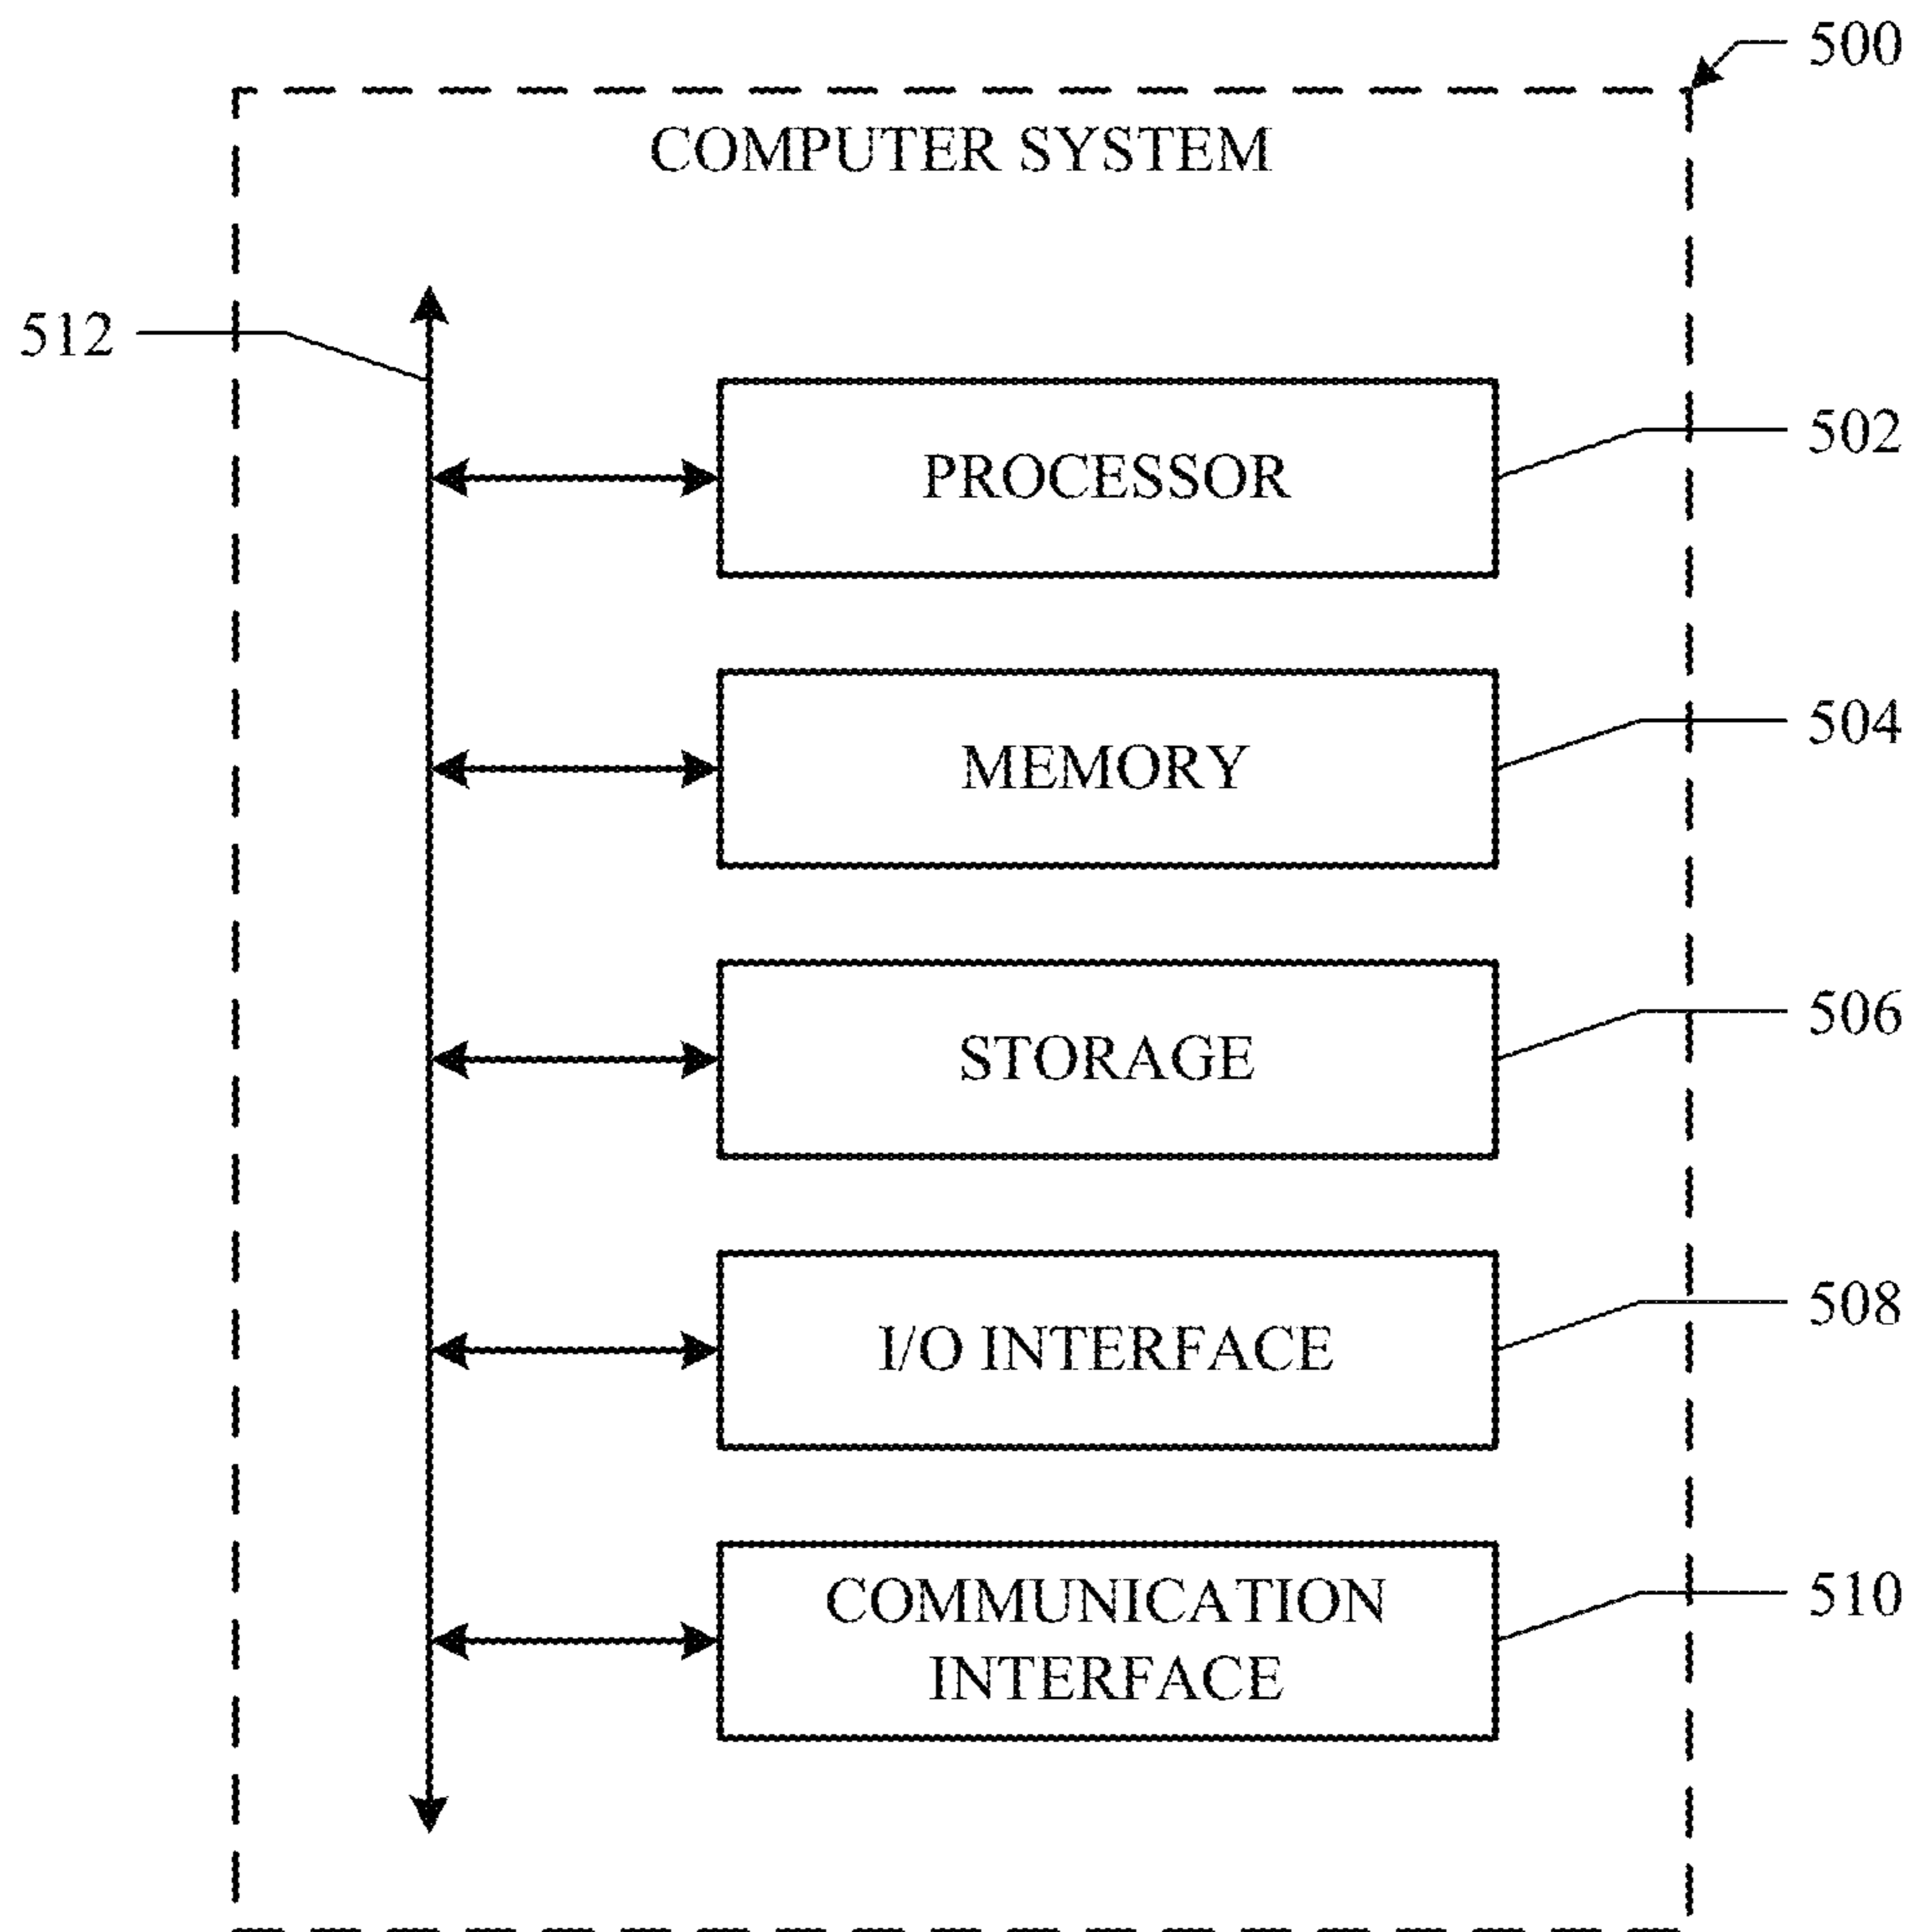 500
COMPUTER SYSTEM
512
PROCESSOR
502
MEMORY
504
STORAGE
506
I/O INTERFACE
508
COMMUNICATION
INTERFACE
510